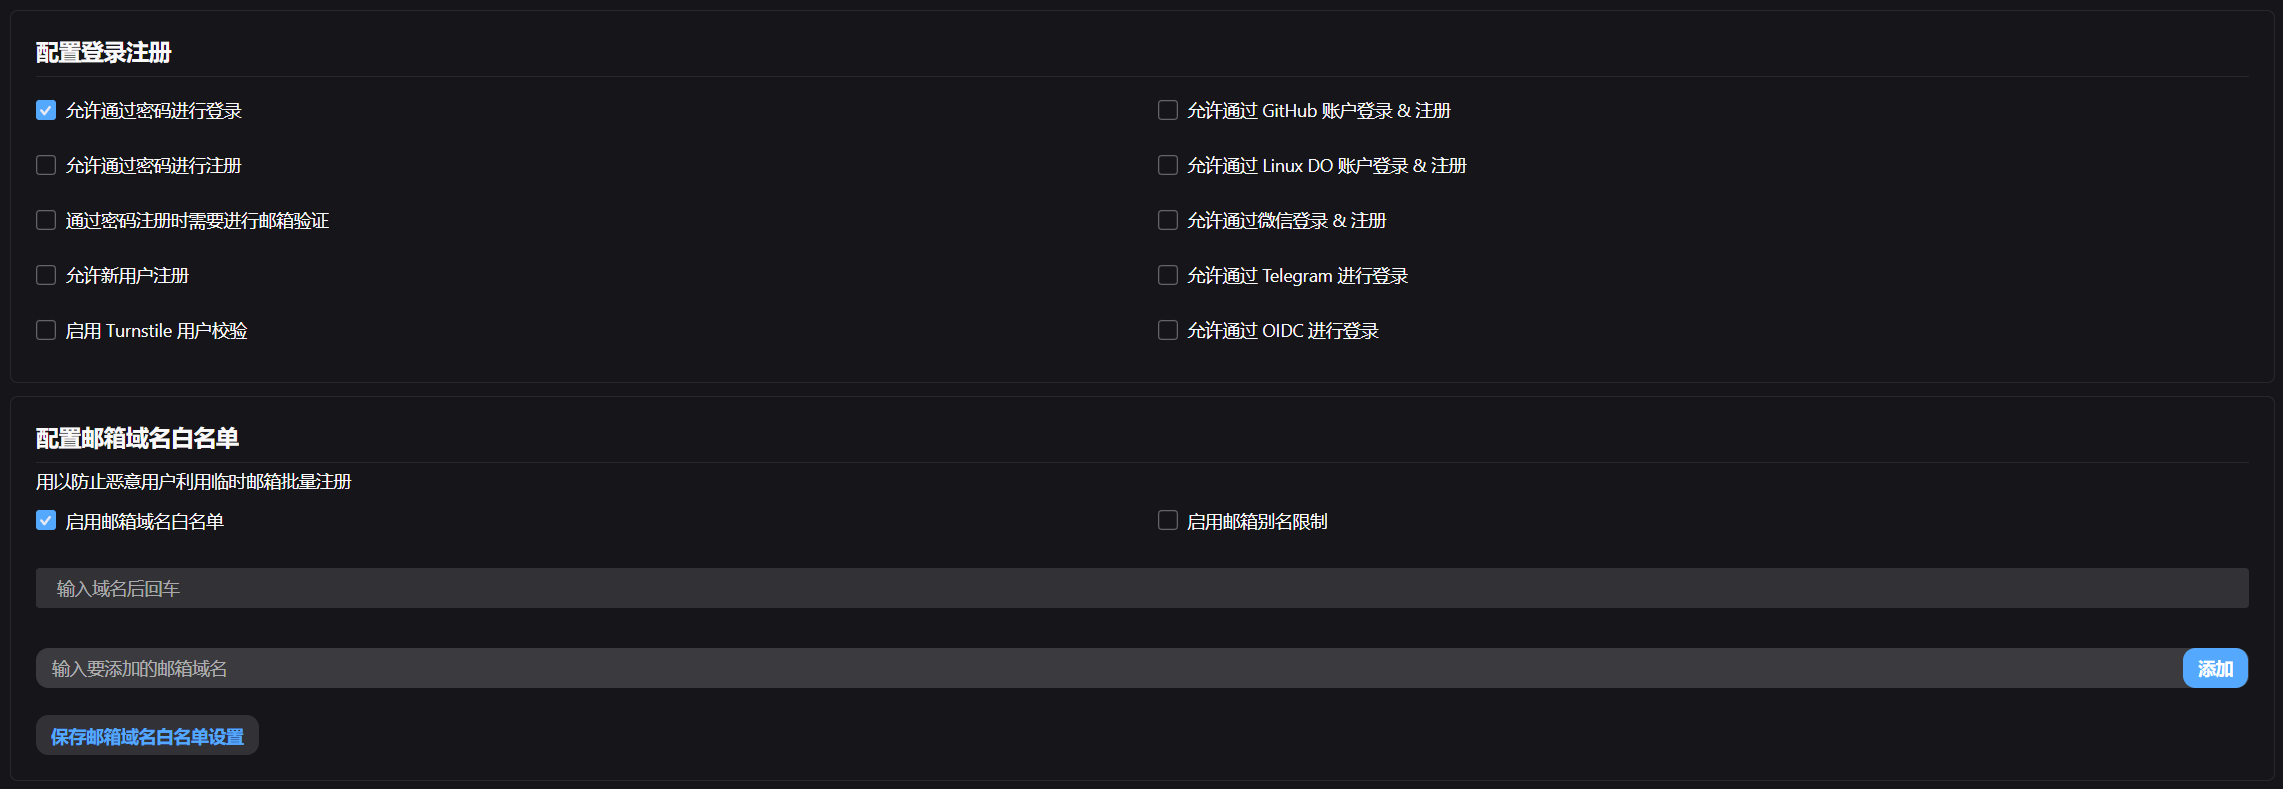 配置登录注册
允许通过密码进行登录
允许通过 GitHub 账户登录 & 注册
允许通过密码进行注册
允许通过 Linux DO 账户登录 & 注册
通过密码注册时需要进行邮箱验证
允许通过微信登录 & 注册
允许新用户注册
允许通过 Telegram 进行登录
启用 Turnstile 用户校验
允许通过 OIDC 进行登录
配置邮箱域名白名单
用以防止恶意用户利用临时邮箱批量注册
启用邮箱域名白名单
启用邮箱别名限制
输入域名后回车
输入要添加的邮箱域名
添加
保存邮箱域名白名单设置